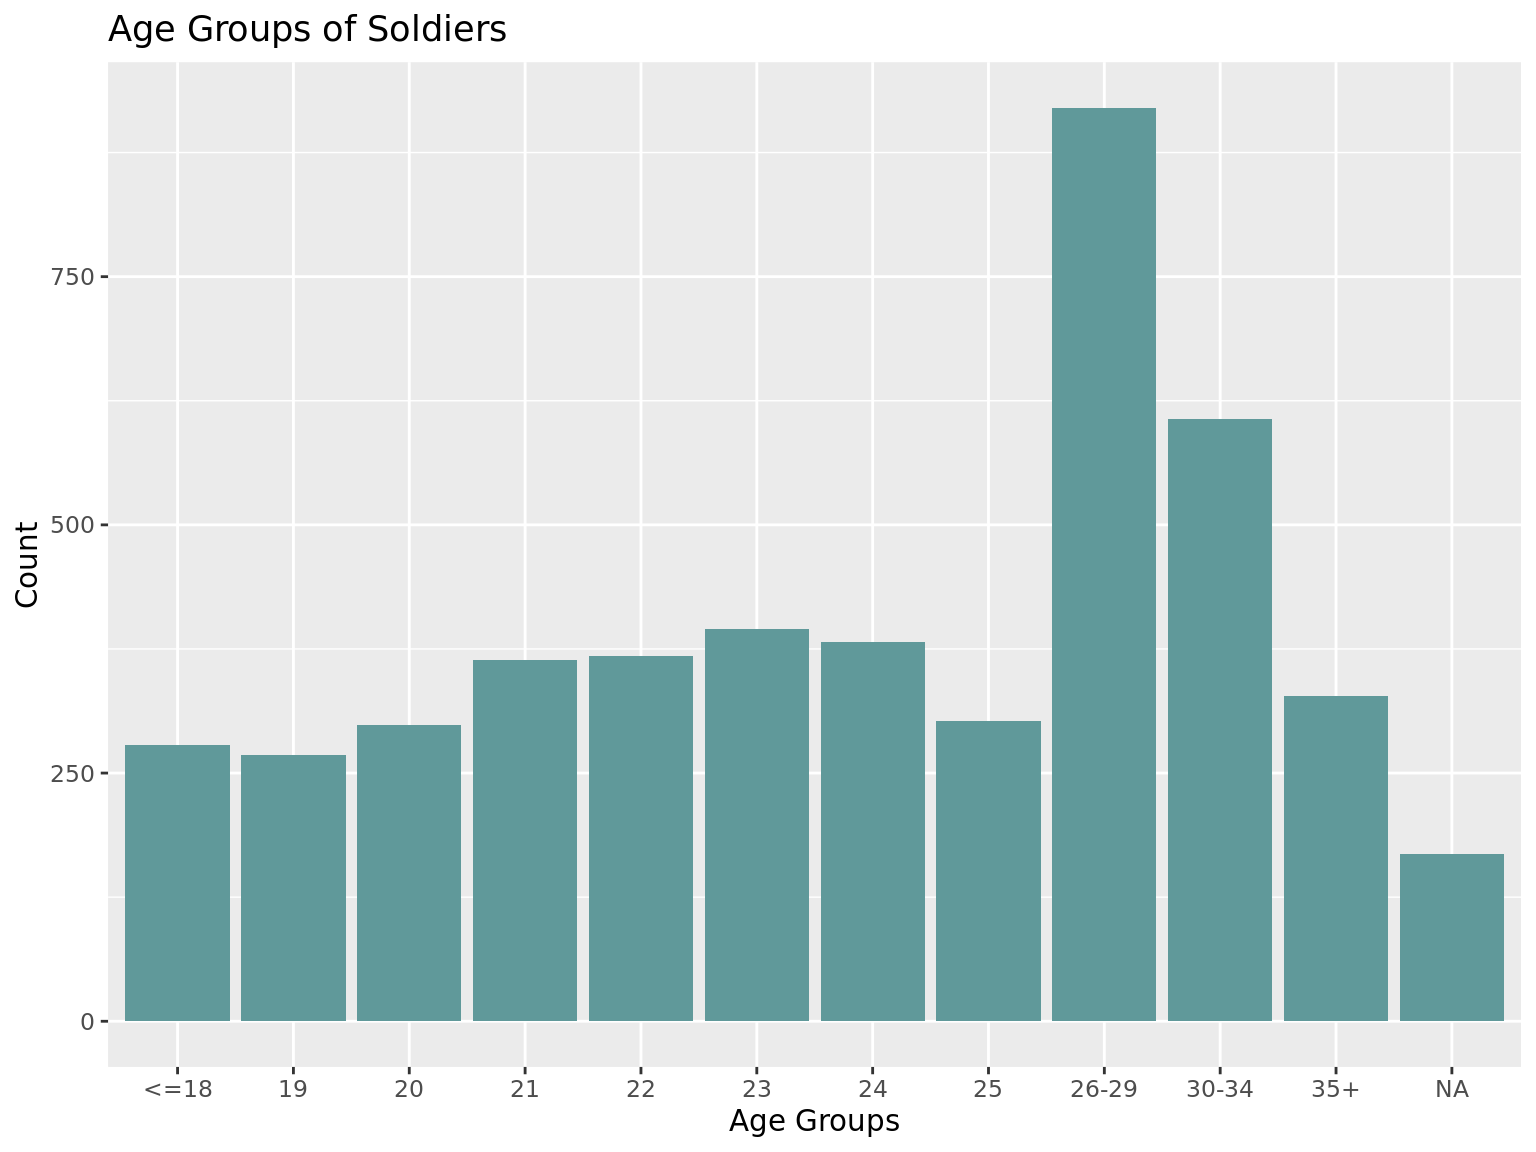 Age Groups of Soldiers
Count
750
500
250
0
<=18 19 20 21 22 23 24 25 26-29 30-34 35+ NA
Age Groups